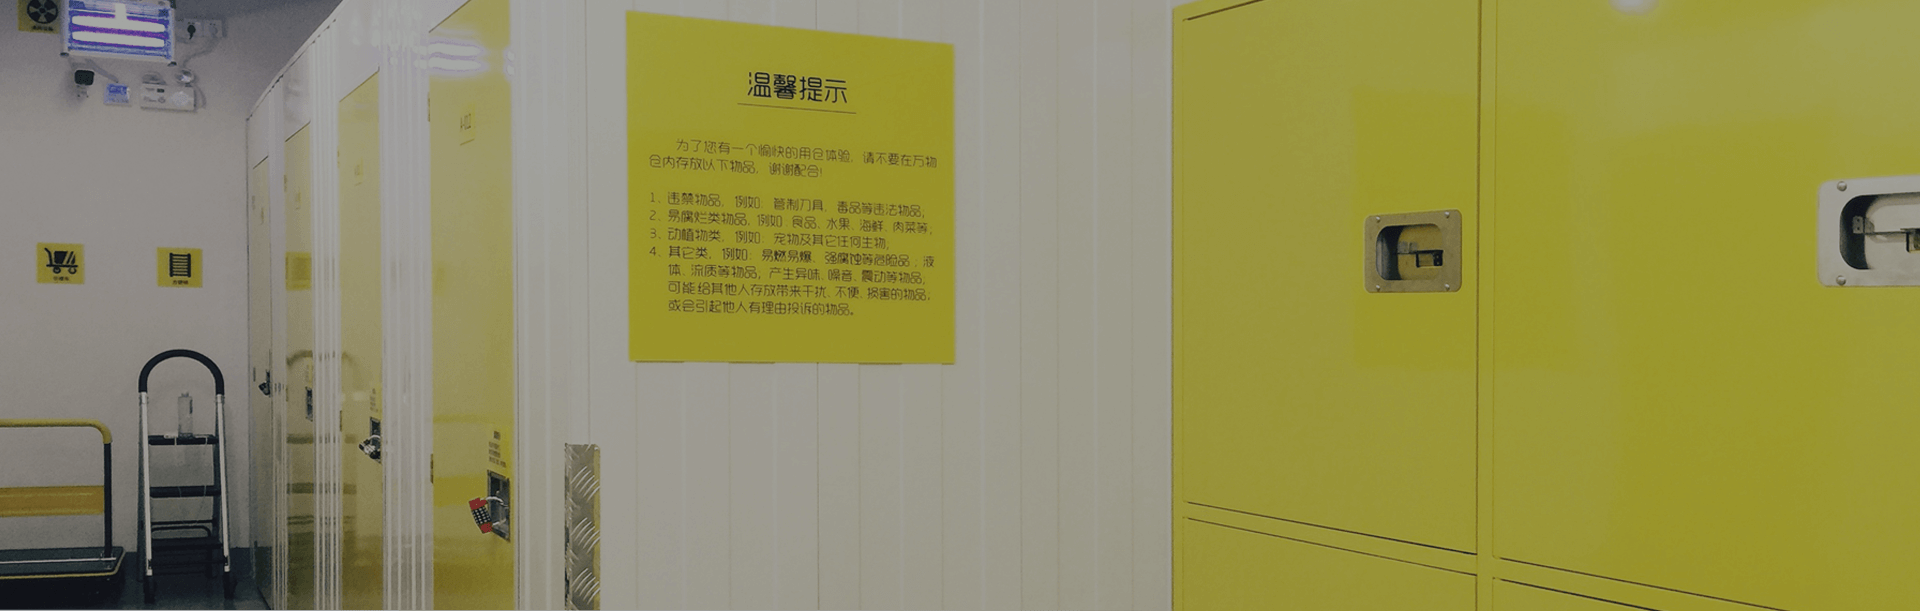 温馨提示
为了您有一个愉快的用仓体验，请不要在万物
仓内存放以下物品，谢谢配合！
1、违禁物品，例如：管制刀具、毒品等违法物品；
2、易腐烂类物品，例如：食品、水果、海鲜、肉菜等；
3、动植物类，例如：宠物及其它任何生物；
4、其它类，例如：易燃易爆、强腐蚀等危险品；液
体、流质等物品；产生异味、噪音、震动等物品；
可能给其他人存放带来干扰、不便、损害的物品；
或会引起他人有理由投诉的物品。